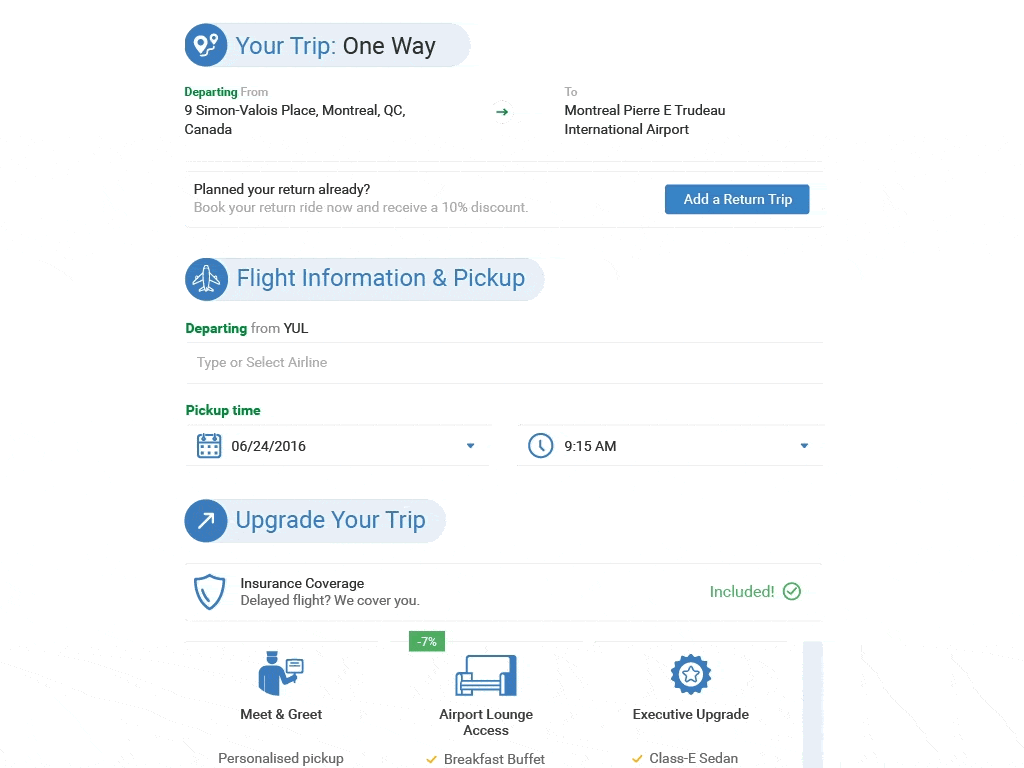 Your Trip: One Way
Departing From
9 Simon-Valois Place, Montreal, QC,
Canada
To
Montreal Pierre E Trudeau
International Airport
Planned your return already?
Book your return ride now and receive a 10% discount.
Add a Return Trip
Flight Information & Pickup
Departing from YUL
Type or Select Airline
Pickup time
06/24/2016
9:15 AM
Upgrade Your Trip
Insurance Coverage
Delayed flight? We cover you.
Included!
-7%
Meet & Greet
Airport Lounge
Access
Executive Upgrade
Personalised pickup
Breakfast Buffet
Class-E Sedan